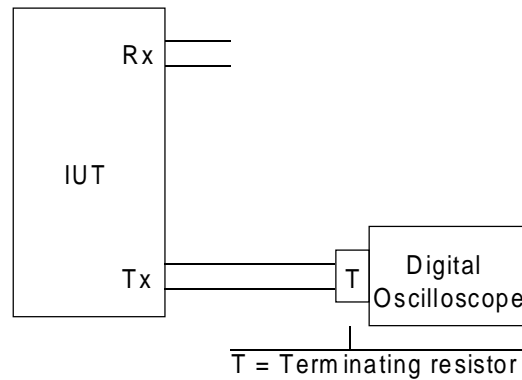 Rx
IUT
Tx
T
Digital
Oscilloscope
T = Terminating resistor